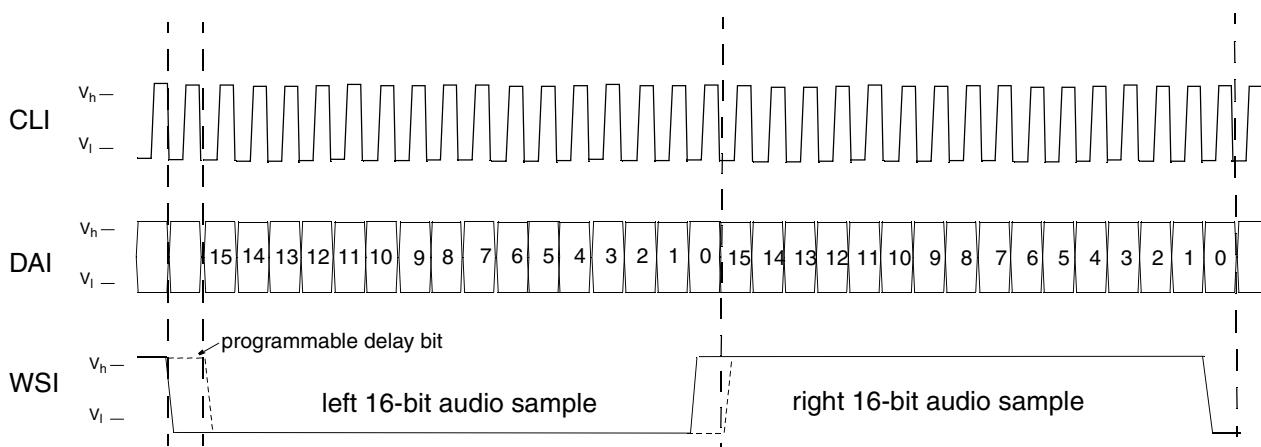 CLI
Vh
Vl
DAI
Vh
Vl
15 14 13 12 11 10 9 8 7 6 5 4 3 2 1 0 15 14 13 12 11 10 9 8 7 6 5 4 3 2 1 0
programmable delay bit
WSI
Vh
Vl
left 16-bit audio sample
right 16-bit audio sample